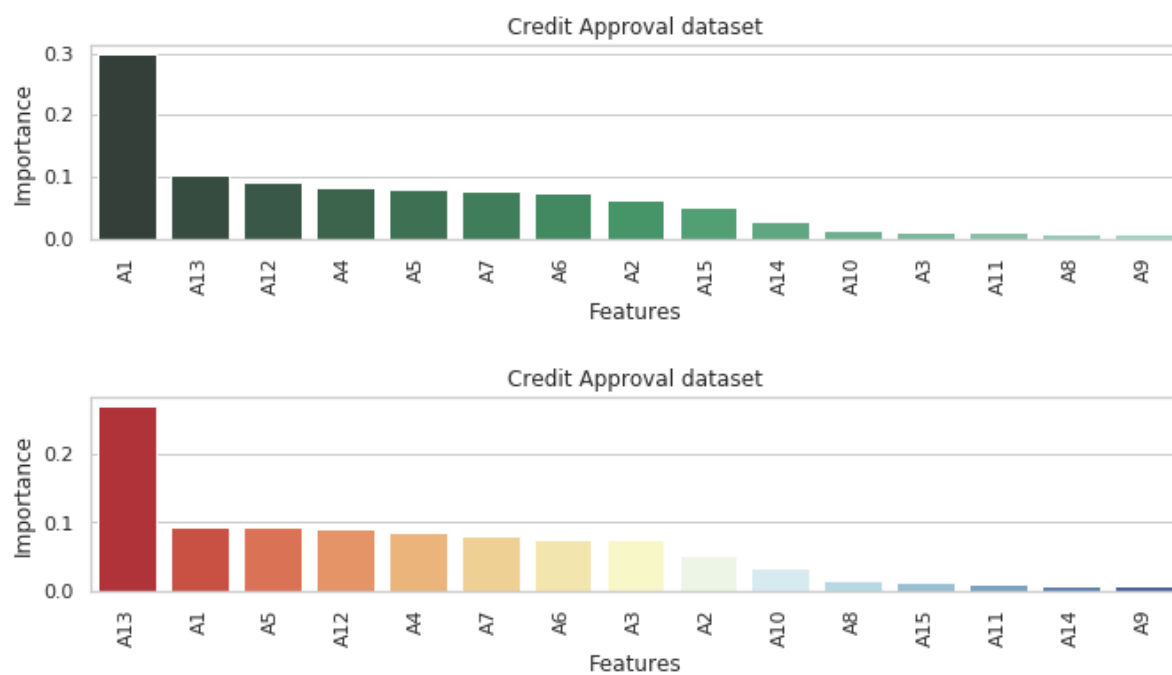 Credit Approval dataset
0.3
0.2
0.1
0.0
Importance
A1 A13 A12 A4 A5 A7 A6 A2 A15 A14 A10 A3 A11 A8 A9
Features
Credit Approval dataset
0.2
0.1
0.0
Importance
A13 A1 A5 A12 A4 A7 A6 A3 A2 A10 A8 A15 A11 A14 A9
Features